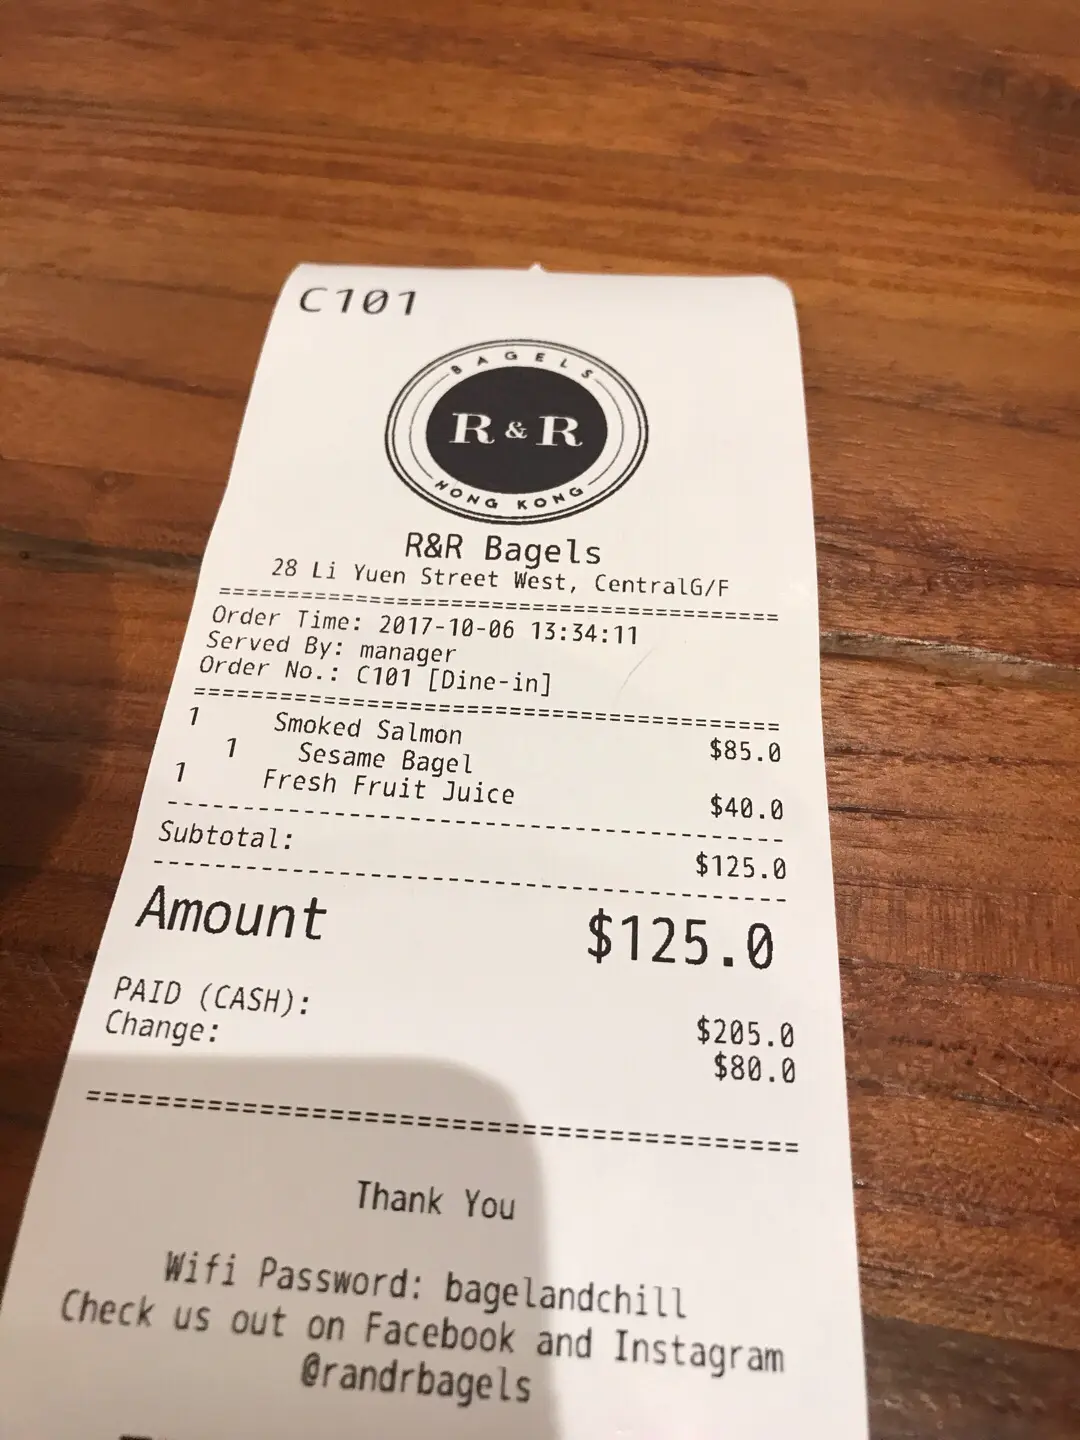 C101
BAGELS
R & R
HONG KONG
R&R Bagels
28 Li Yuen Street West, CentralG/F
========================================
Order Time: 2017-10-06 13:34:11
Served By: manager
Order No.: C101 [Dine-in]
========================================
1 Smoked Salmon $85.0
1 Sesame Bagel
1 Fresh Fruit Juice $40.0
----------------------------------------
Subtotal: $125.0
----------------------------------------
Amount $125.0
PAID (CASH): $205.0
Change: $80.0
========================================
Thank You
Wifi Password: bagelandchill
Check us out on Facebook and Instagram
@randrbagels